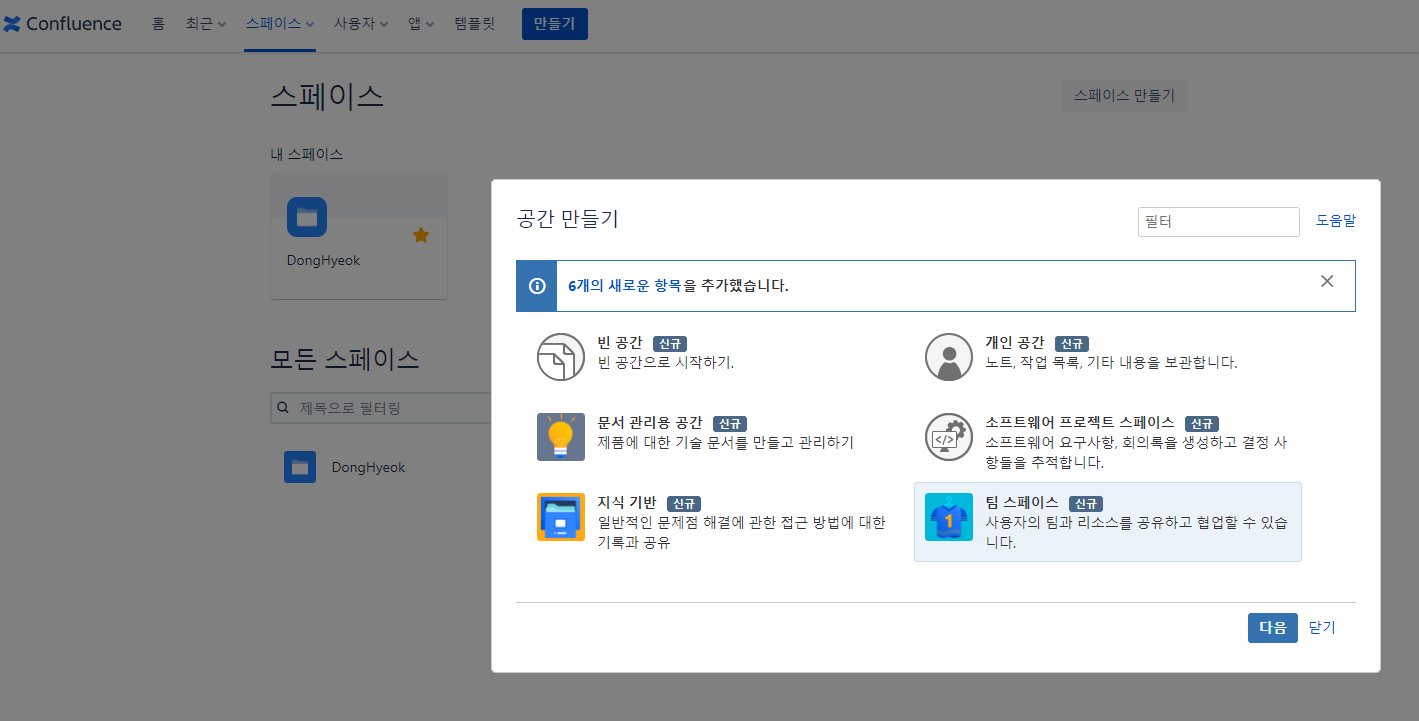 Confluence 홈 최근 스페이스 사용자 앱 템플릿 만들기
스페이스
스페이스 만들기
내 스페이스
DongHyeok
모든 스페이스
제목으로 필터링
DongHyeok
공간 만들기
필터
도움말
6개의 새로운 항목을 추가했습니다.
빈 공간 신규
빈 공간으로 시작하기.
개인 공간 신규
노트, 작업 목록, 기타 내용을 보관합니다.
문서 관리용 공간 신규
제품에 대한 기술 문서를 만들고 관리하기
소프트웨어 프로젝트 스페이스 신규
소프트웨어 요구사항, 회의록을 생성하고 결정 사
항들을 추적합니다.
지식 기반 신규
일반적인 문제점 해결에 관한 접근 방법에 대한
기록과 공유
2
1
팀 스페이스 신규
사용자의 팀과 리소스를 공유하고 협업할 수 있습
니다.
다음 닫기